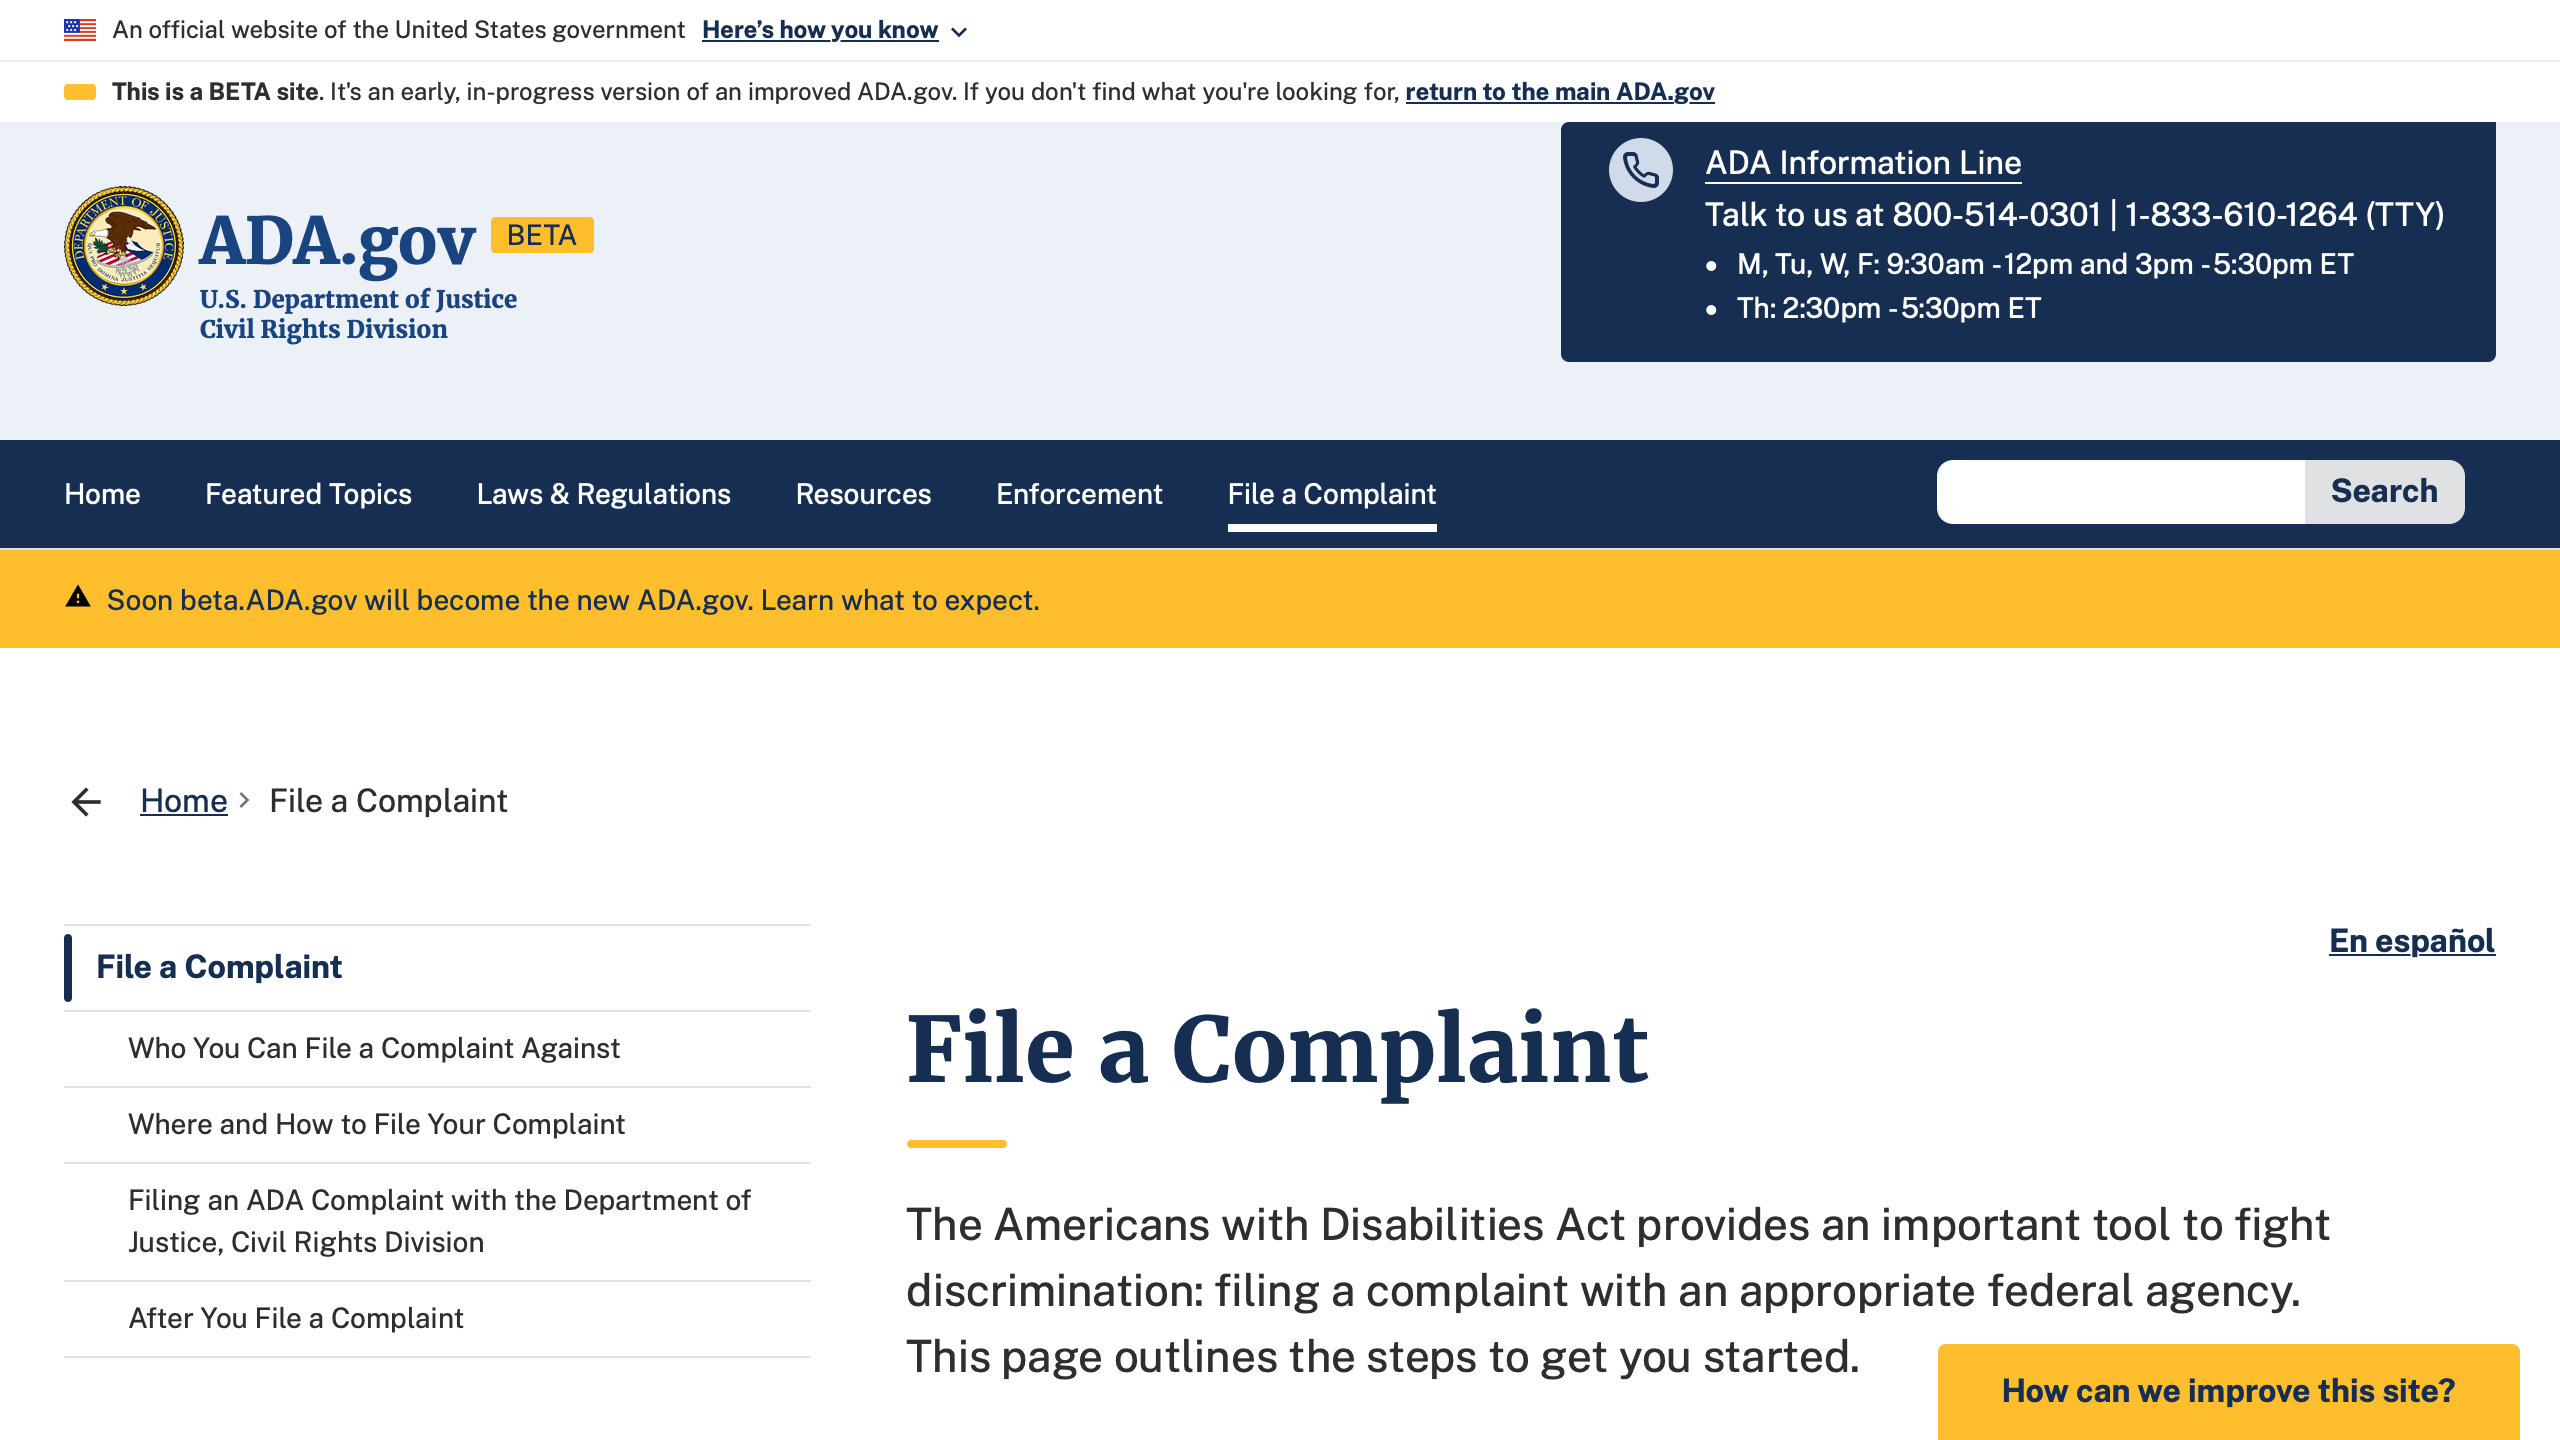 An official website of the United States government Here's how you know
This is a BETA site. It's an early, in-progress version of an improved ADA.gov. If you don't find what you're looking for, return to the main ADA.gov
DEPARTMENT OF JUSTICE
ADA.gov BETA
U.S. Department of Justice
Civil Rights Division
ADA Information Line
Talk to us at 800-514-0301 | 1-833-610-1264 (TTY)
• M, Tu, W, F: 9:30am - 12pm and 3pm - 5:30pm ET
• Th: 2:30pm - 5:30pm ET
Home Featured Topics Laws & Regulations Resources Enforcement File a Complaint Search
Soon beta.ADA.gov will become the new ADA.gov. Learn what to expect.
Home > File a Complaint
File a Complaint
Who You Can File a Complaint Against
Where and How to File Your Complaint
Filing an ADA Complaint with the Department of
Justice, Civil Rights Division
After You File a Complaint
En español
File a Complaint
The Americans with Disabilities Act provides an important tool to fight
discrimination: filing a complaint with an appropriate federal agency.
This page outlines the steps to get you started.
How can we improve this site?